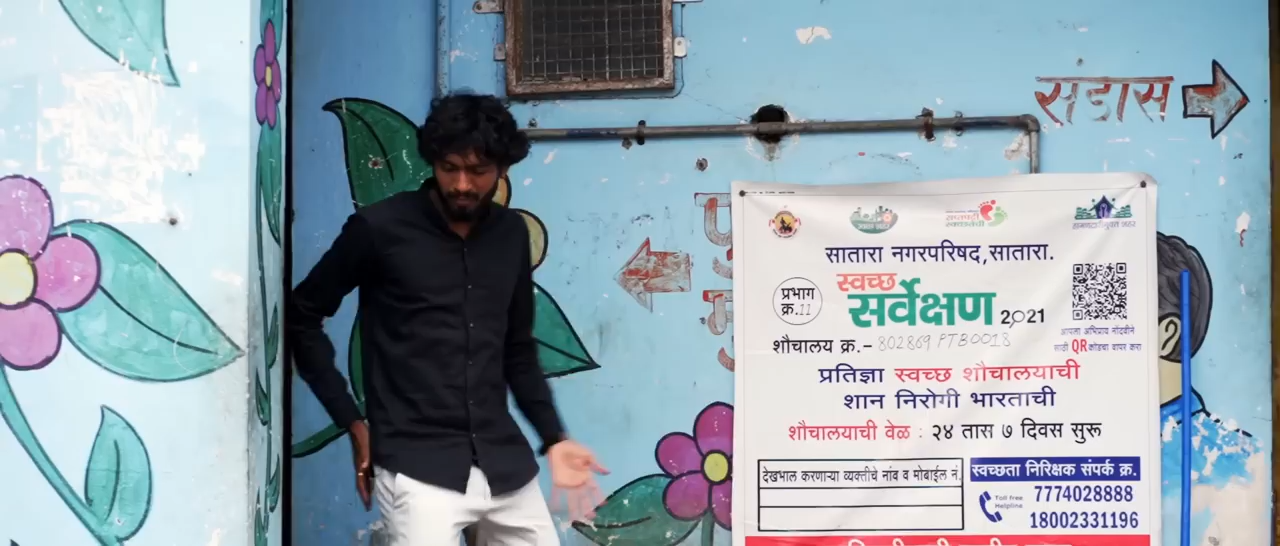 सडास
सातारा नगरपरिषद,सातारा.
प्रभाग
क्र.11
स्वच्छ
सर्वेक्षण 2021
शौचालय क्र.- 802869 PTB0018
आपला अभिप्राय नोंदवीने
साठी QR कोडचा वापर करा
प्रतिज्ञा स्वच्छ शौचालयाची
शान निरोगी भारताची
शौचालयाची वेळ : २४ तास ७ दिवस सुरू
देखभाल करणाऱ्या व्यक्तीचे नांव व मोबाईल नं.
स्वच्छता निरिक्षक संपर्क क्र.
Toll free
Helpline
7774028888
18002331196